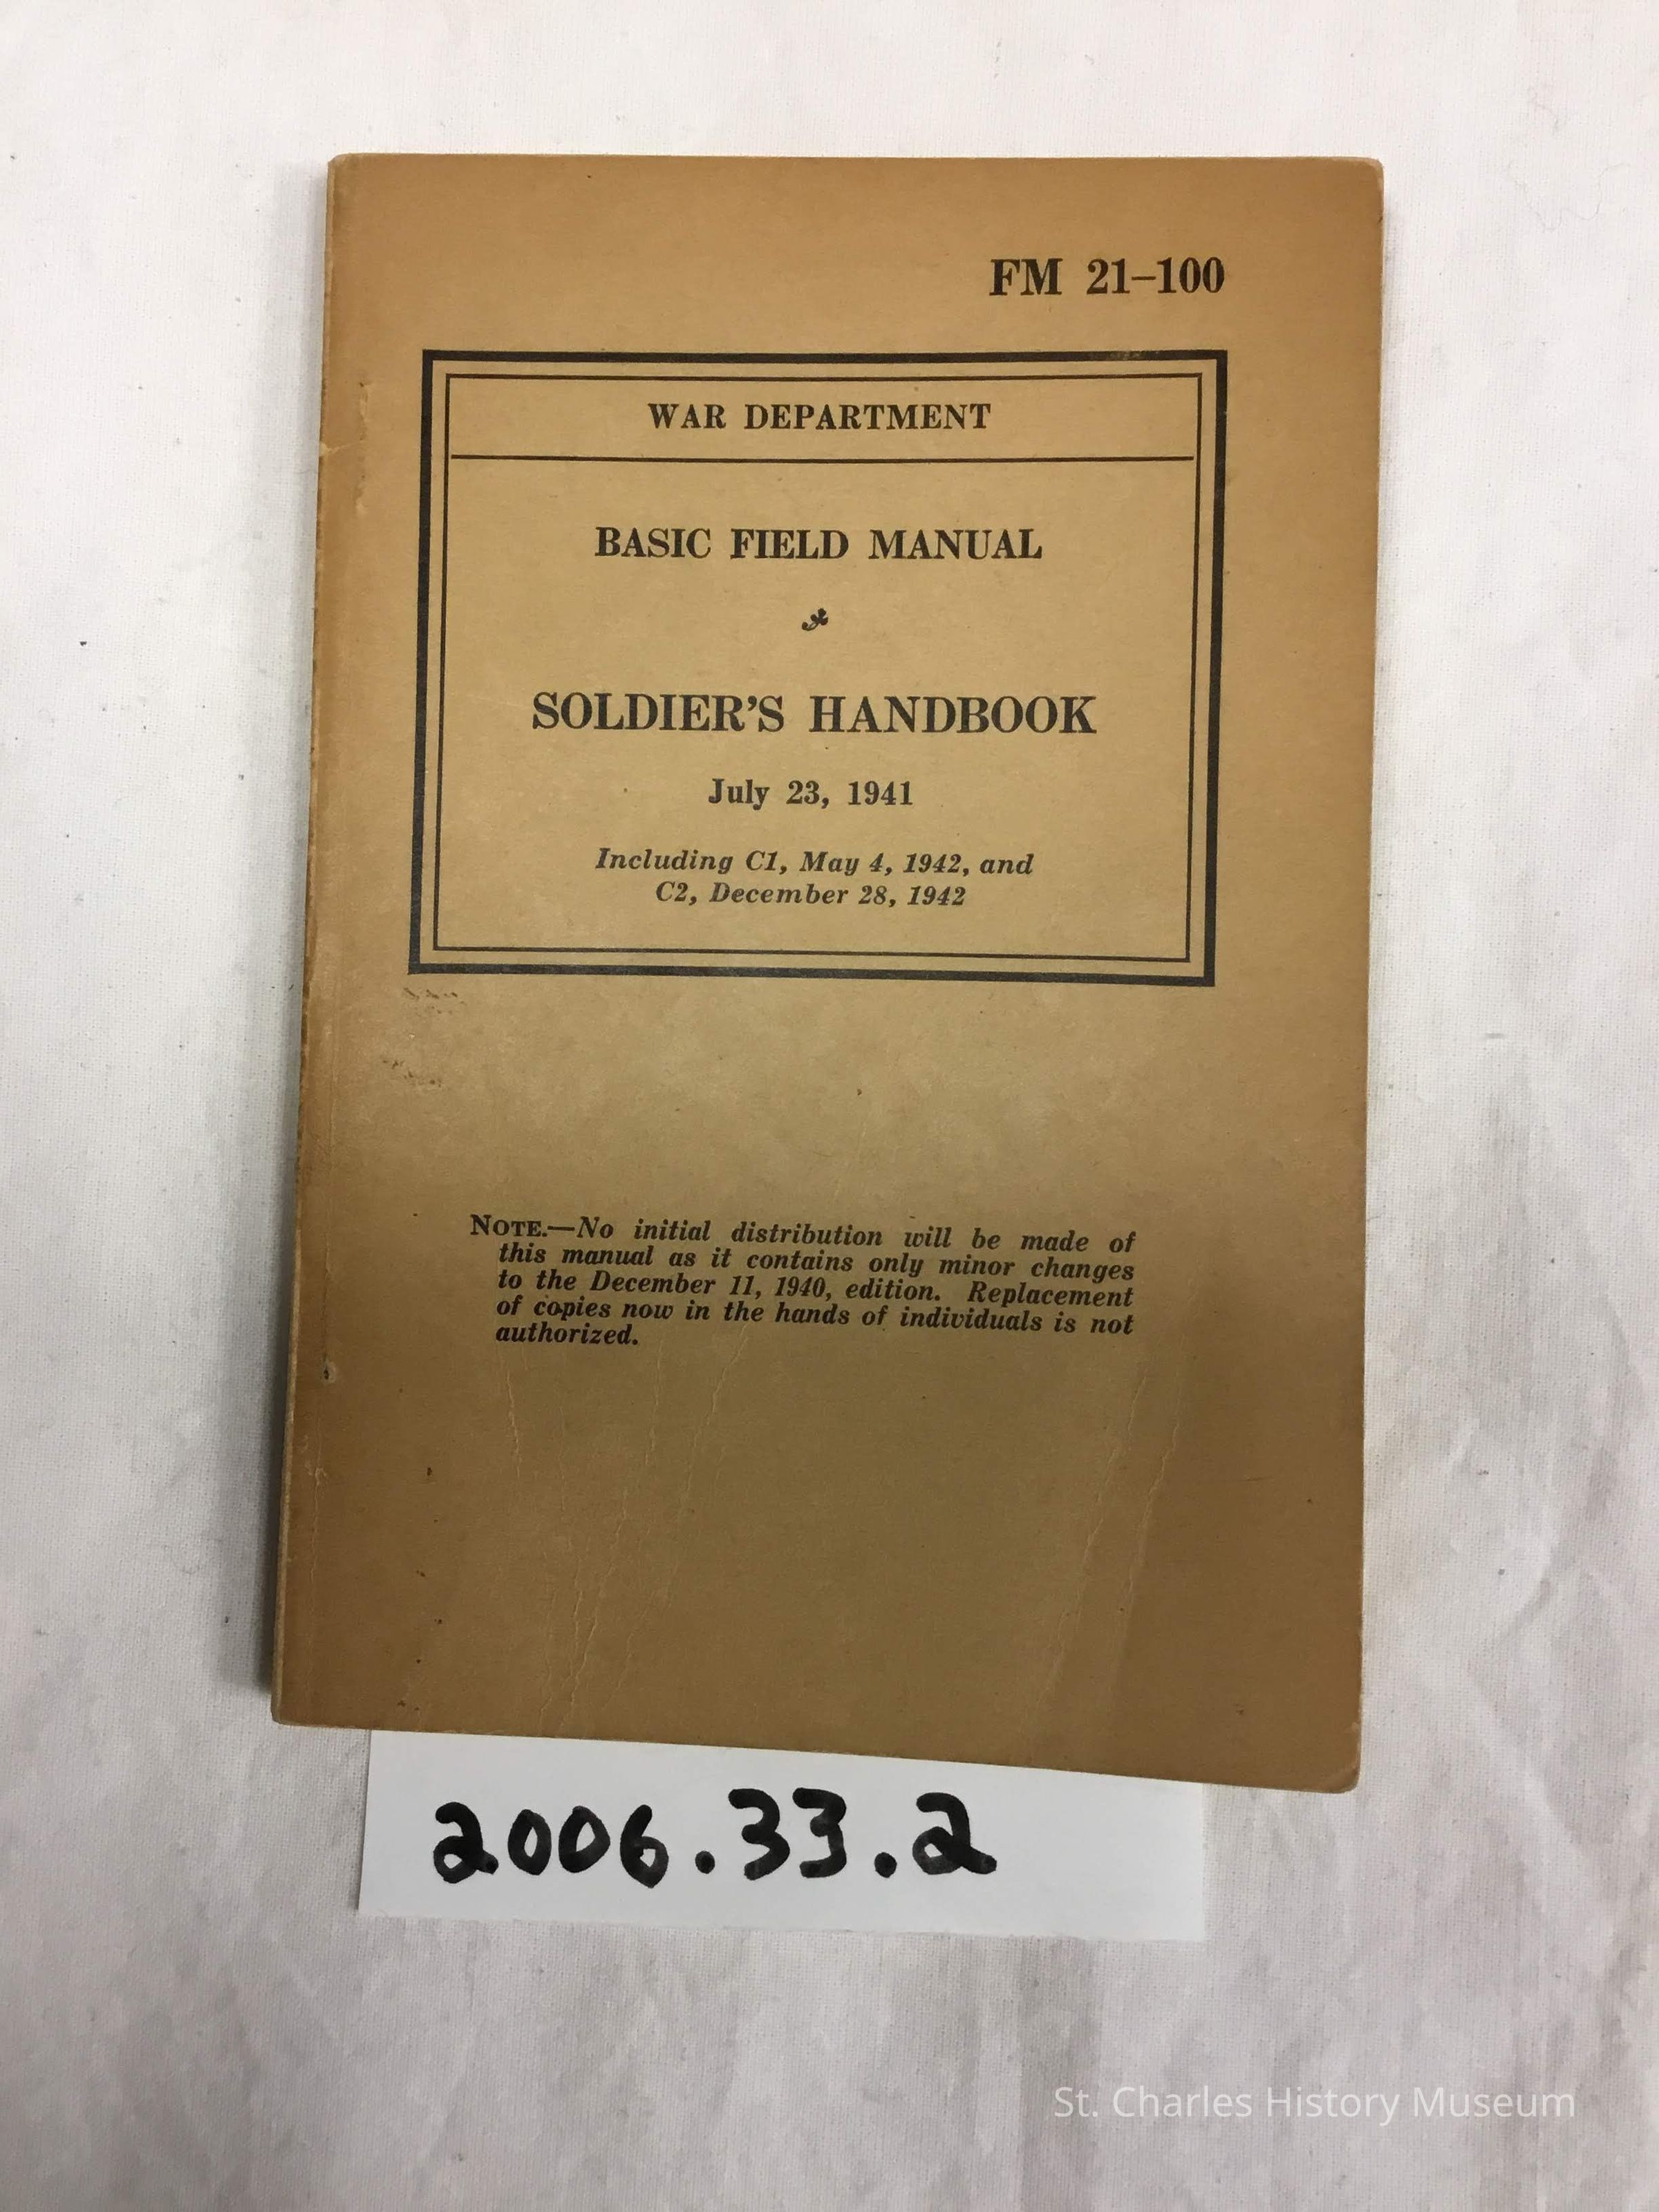 FM 21–100
WAR DEPARTMENT
BASIC FIELD MANUAL
SOLDIER'S HANDBOOK
July 23, 1941
Including C1, May 4, 1942, and
C2, December 28, 1942
NOTE.—No initial distribution will be made of
this manual as it contains only minor changes
to the December 11, 1940, edition. Replacement
of copies now in the hands of individuals is not
authorized.
2006.33.2
St. Charles History Museum